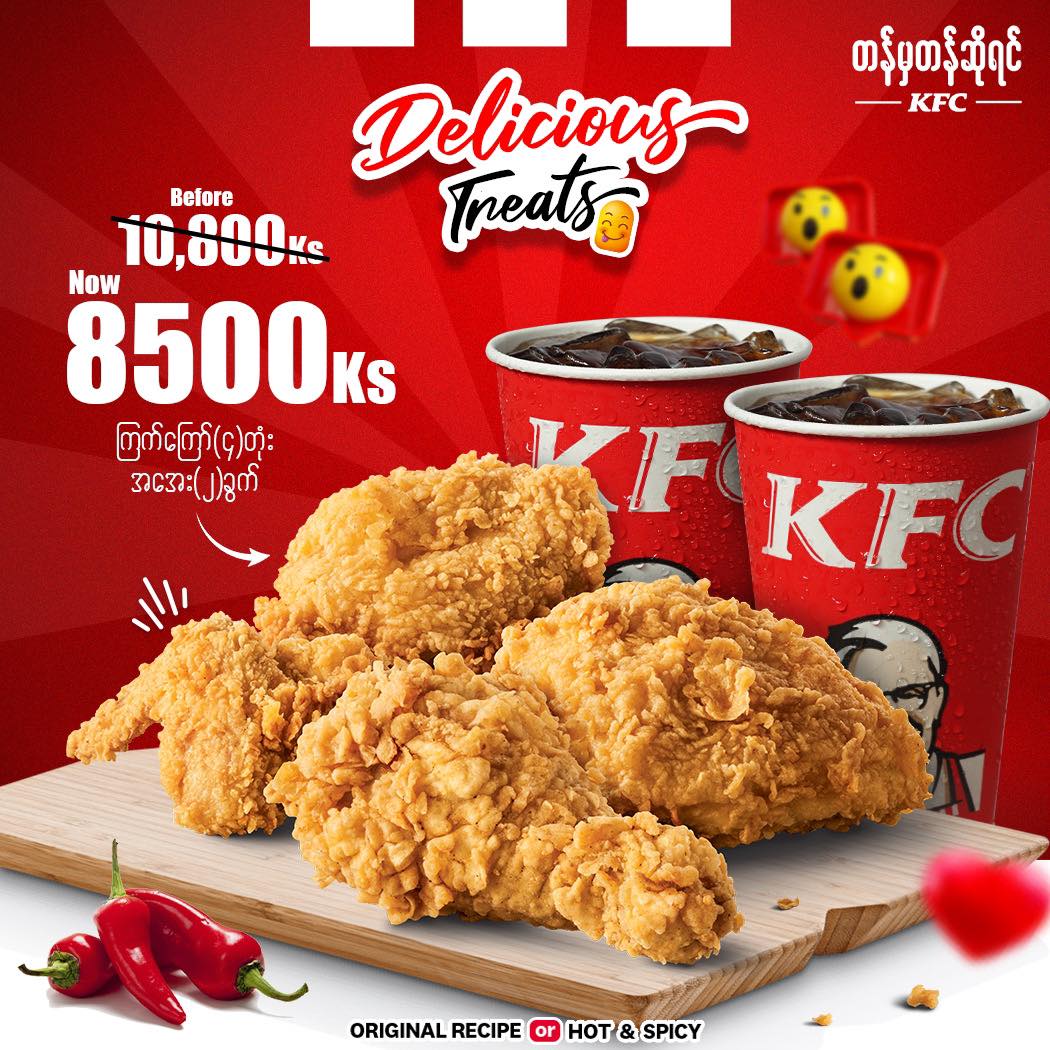 တန်မှတန်ဆိုရင်
KFC
Delicious
Treats
Before
10,800Ks
Now
8500Ks
ကြက်ကြော်(၄)တုံး
အအေး(၂)ခွက်
KFC
KFC
ORIGINAL RECIPE or HOT & SPICY